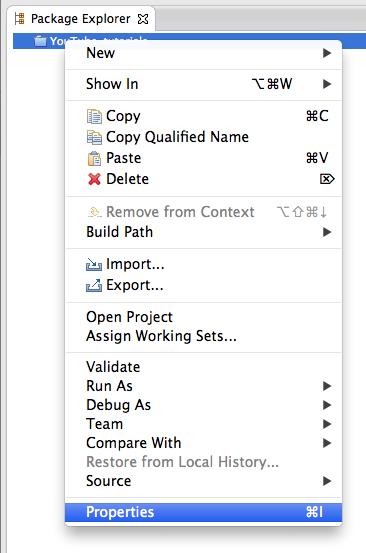 Package Explorer
YouTube_tutorials
New
Show In ⌥⌘W
Copy ⌘C
Copy Qualified Name
Paste ⌘V
Delete ⌦
Remove from Context ⌥⇧⌘↓
Build Path
Import...
Export...
Open Project
Assign Working Sets...
Validate
Run As
Debug As
Team
Compare With
Restore from Local History...
Source
Properties ⌘I